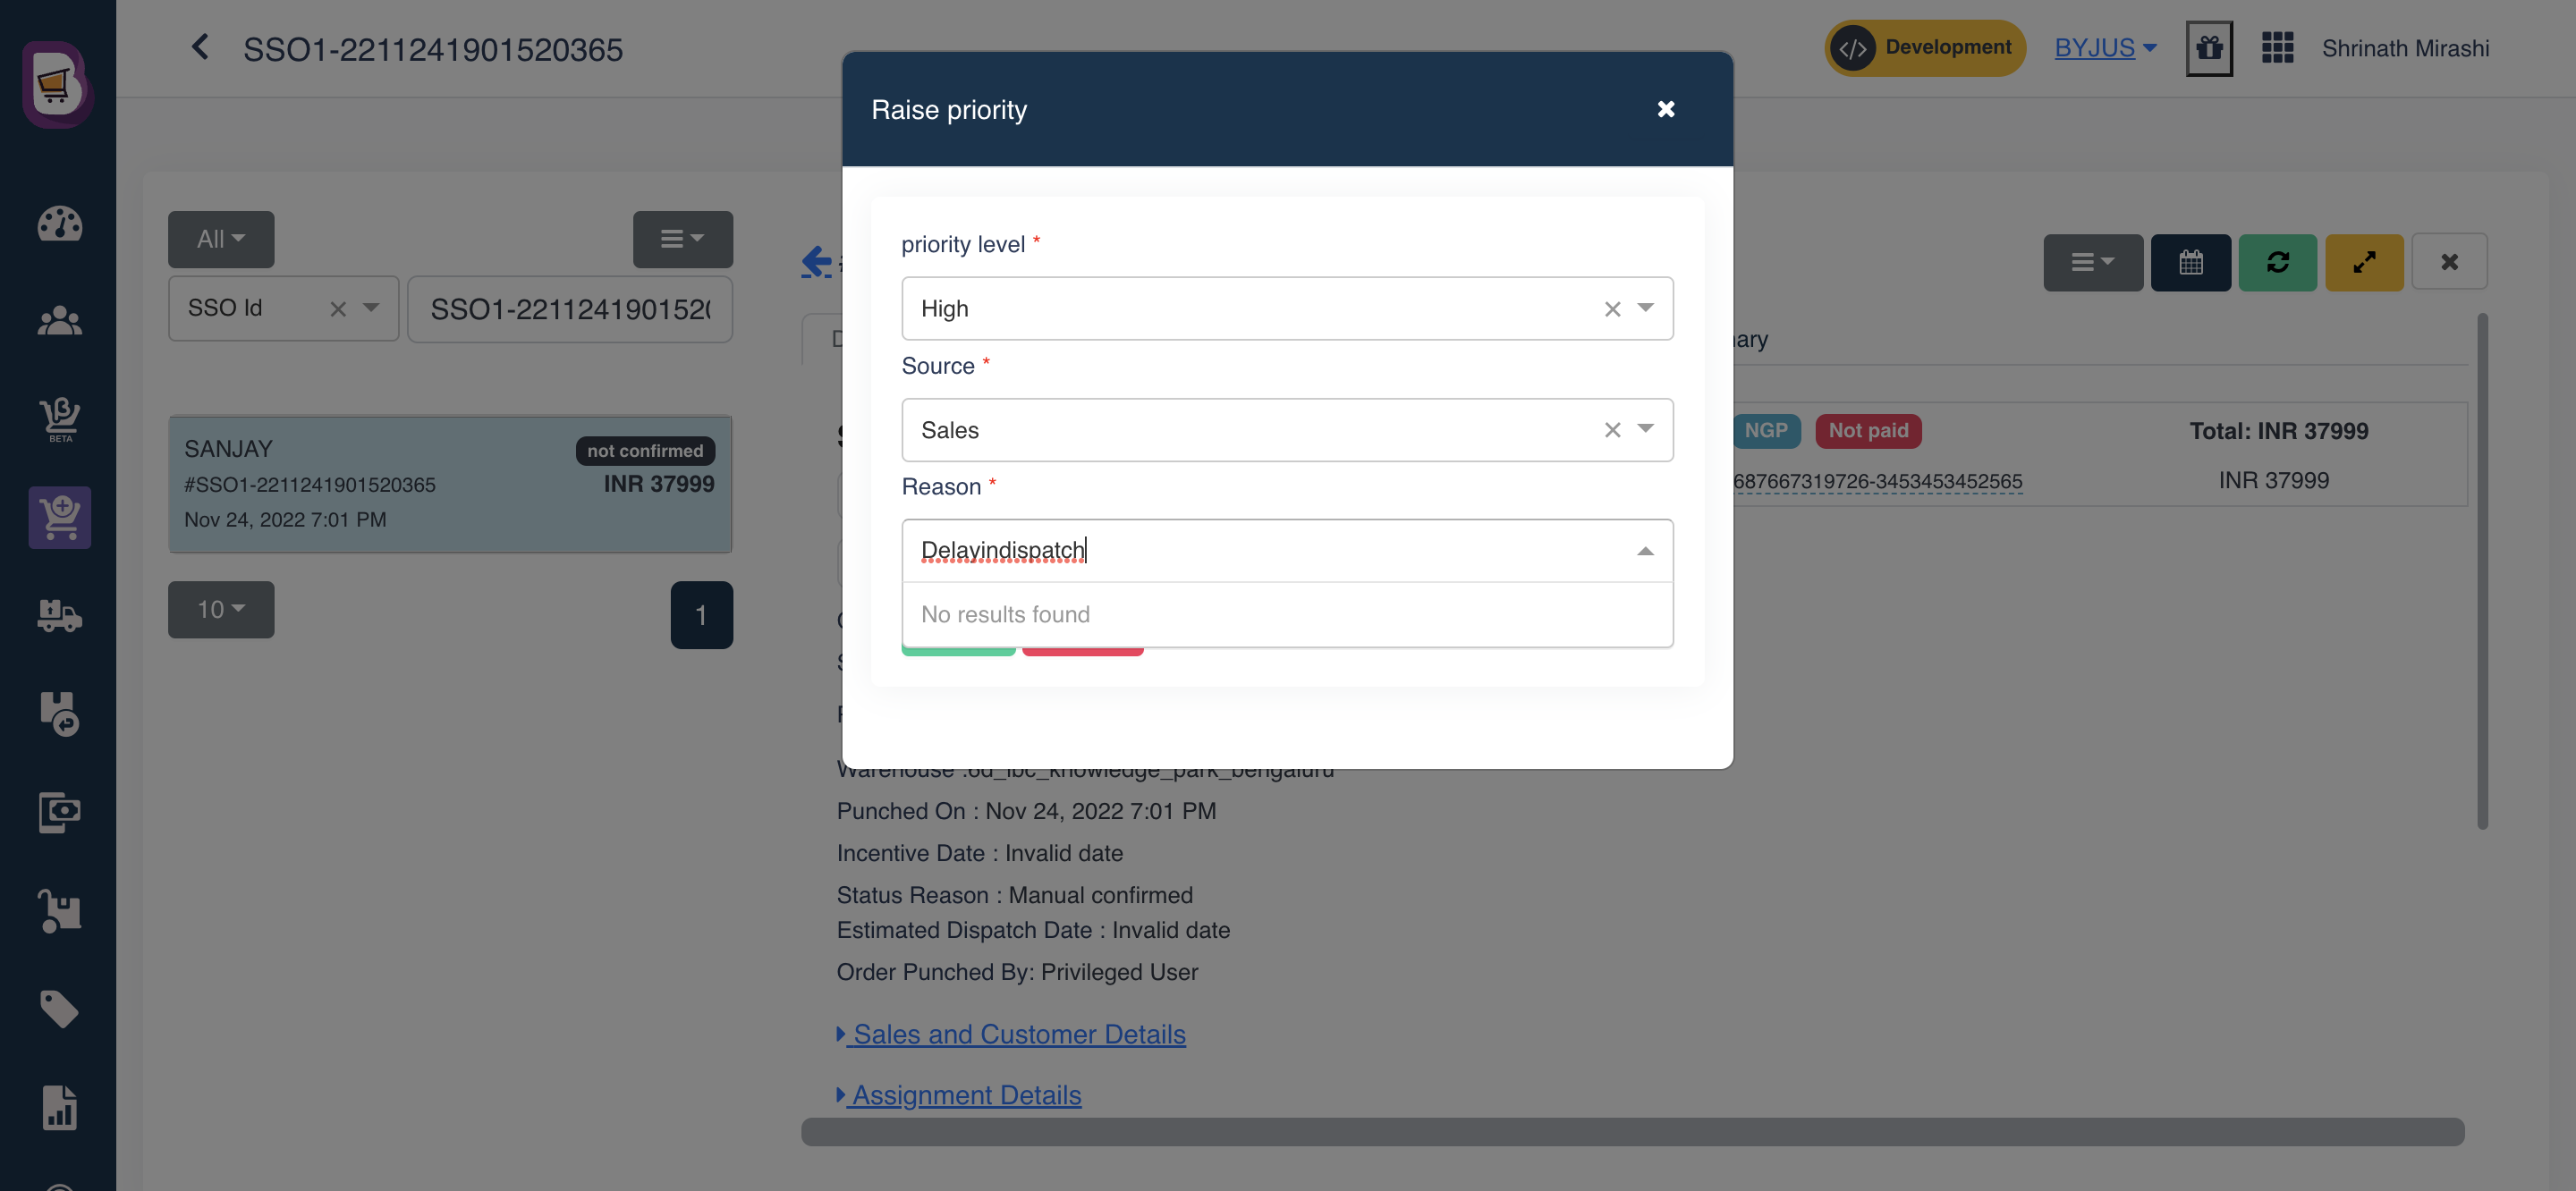 SSO1-2211241901520365
Development
BYJUS
Shrinath Mirashi
Raise priority
All
SSO Id
SSO1-221124190152
BETA
SANJAY
not confirmed
#SSO1-2211241901520365
INR 37999
Nov 24, 2022 7:01 PM
10
1
priority level *
High
Source *
Sales
Reason *
Delayindispatch
No results found
NGP
Not paid
Total: INR 37999
687667319726-3453453452565
INR 37999
Warehouse :6d_ibc_knowledge_park_bengaluru
Punched On : Nov 24, 2022 7:01 PM
Incentive Date : Invalid date
Status Reason : Manual confirmed
Estimated Dispatch Date : Invalid date
Order Punched By: Privileged User
Sales and Customer Details
Assignment Details